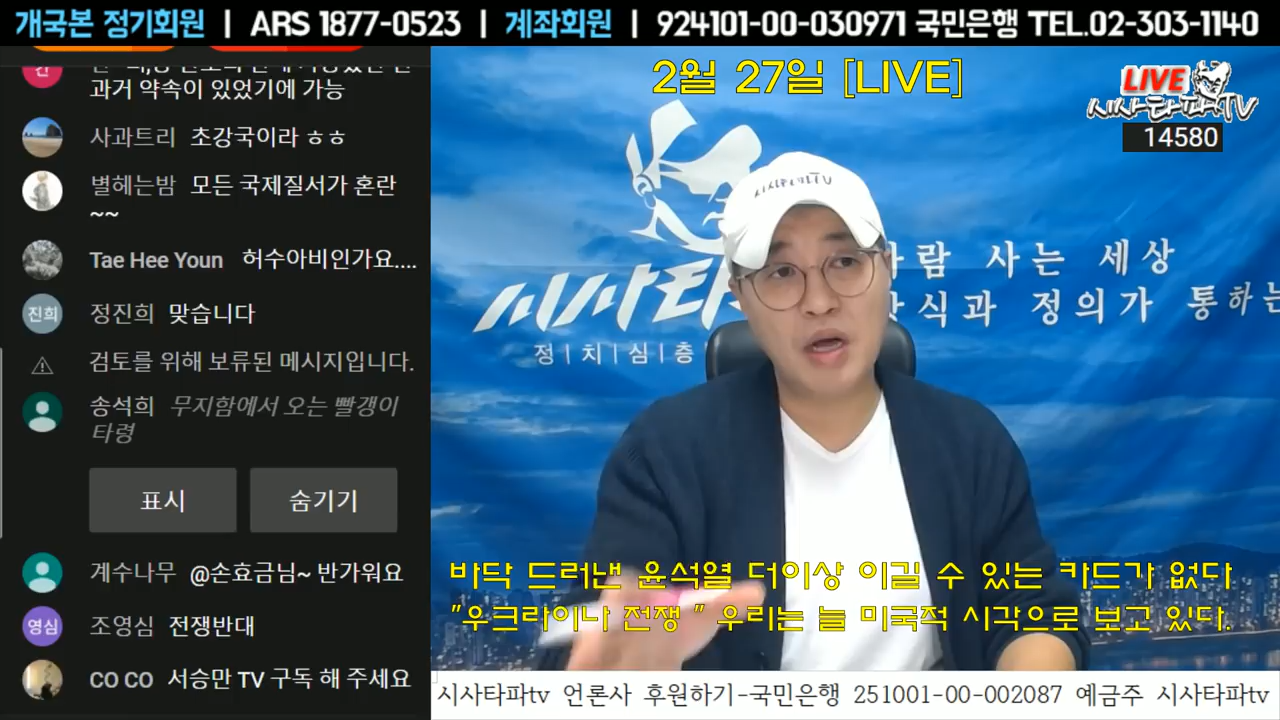 개국본 정기회원 | ARS 1877-0523 | 계좌회원 | 924101-00-030971 국민은행 TEL.02-303-1140
간
과거 약속이 있었기에 가능
사과트리 초강국이라 ㅎㅎ
별헤는밤 모든 국제질서가 혼란
~~
Tae Hee Youn 허수아비인가요....
진희 정진희 맞습니다
검토를 위해 보류된 메시지입니다.
송석희 무지함에서 오는 빨갱이
타령
표시 숨기기
계수나무 @손효금님~ 반가워요
영심 조영심 전쟁반대
CO CO 서승만 TV 구독 해 주세요
2월 27일 [LIVE]
LIVE
시사타파TV
14580
시사타파TV
시사타
람 사는 세상
식과 정의가 통하는
정|치|심|층
바닥 드러낸 윤석열 더이상 이길 수 있는 카드가 없다
"우크라이나 전쟁 " 우리는 늘 미국적 시각으로 보고 있다.
시사타파tv 언론사 후원하기-국민은행 251001-00-002087 예금주 시사타파tv